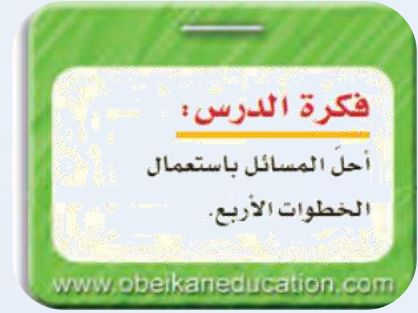 فكرة الدرس:
أحلّ المسائل باستعمال
الخطوات الأربع.
www.obeikaneducation.com